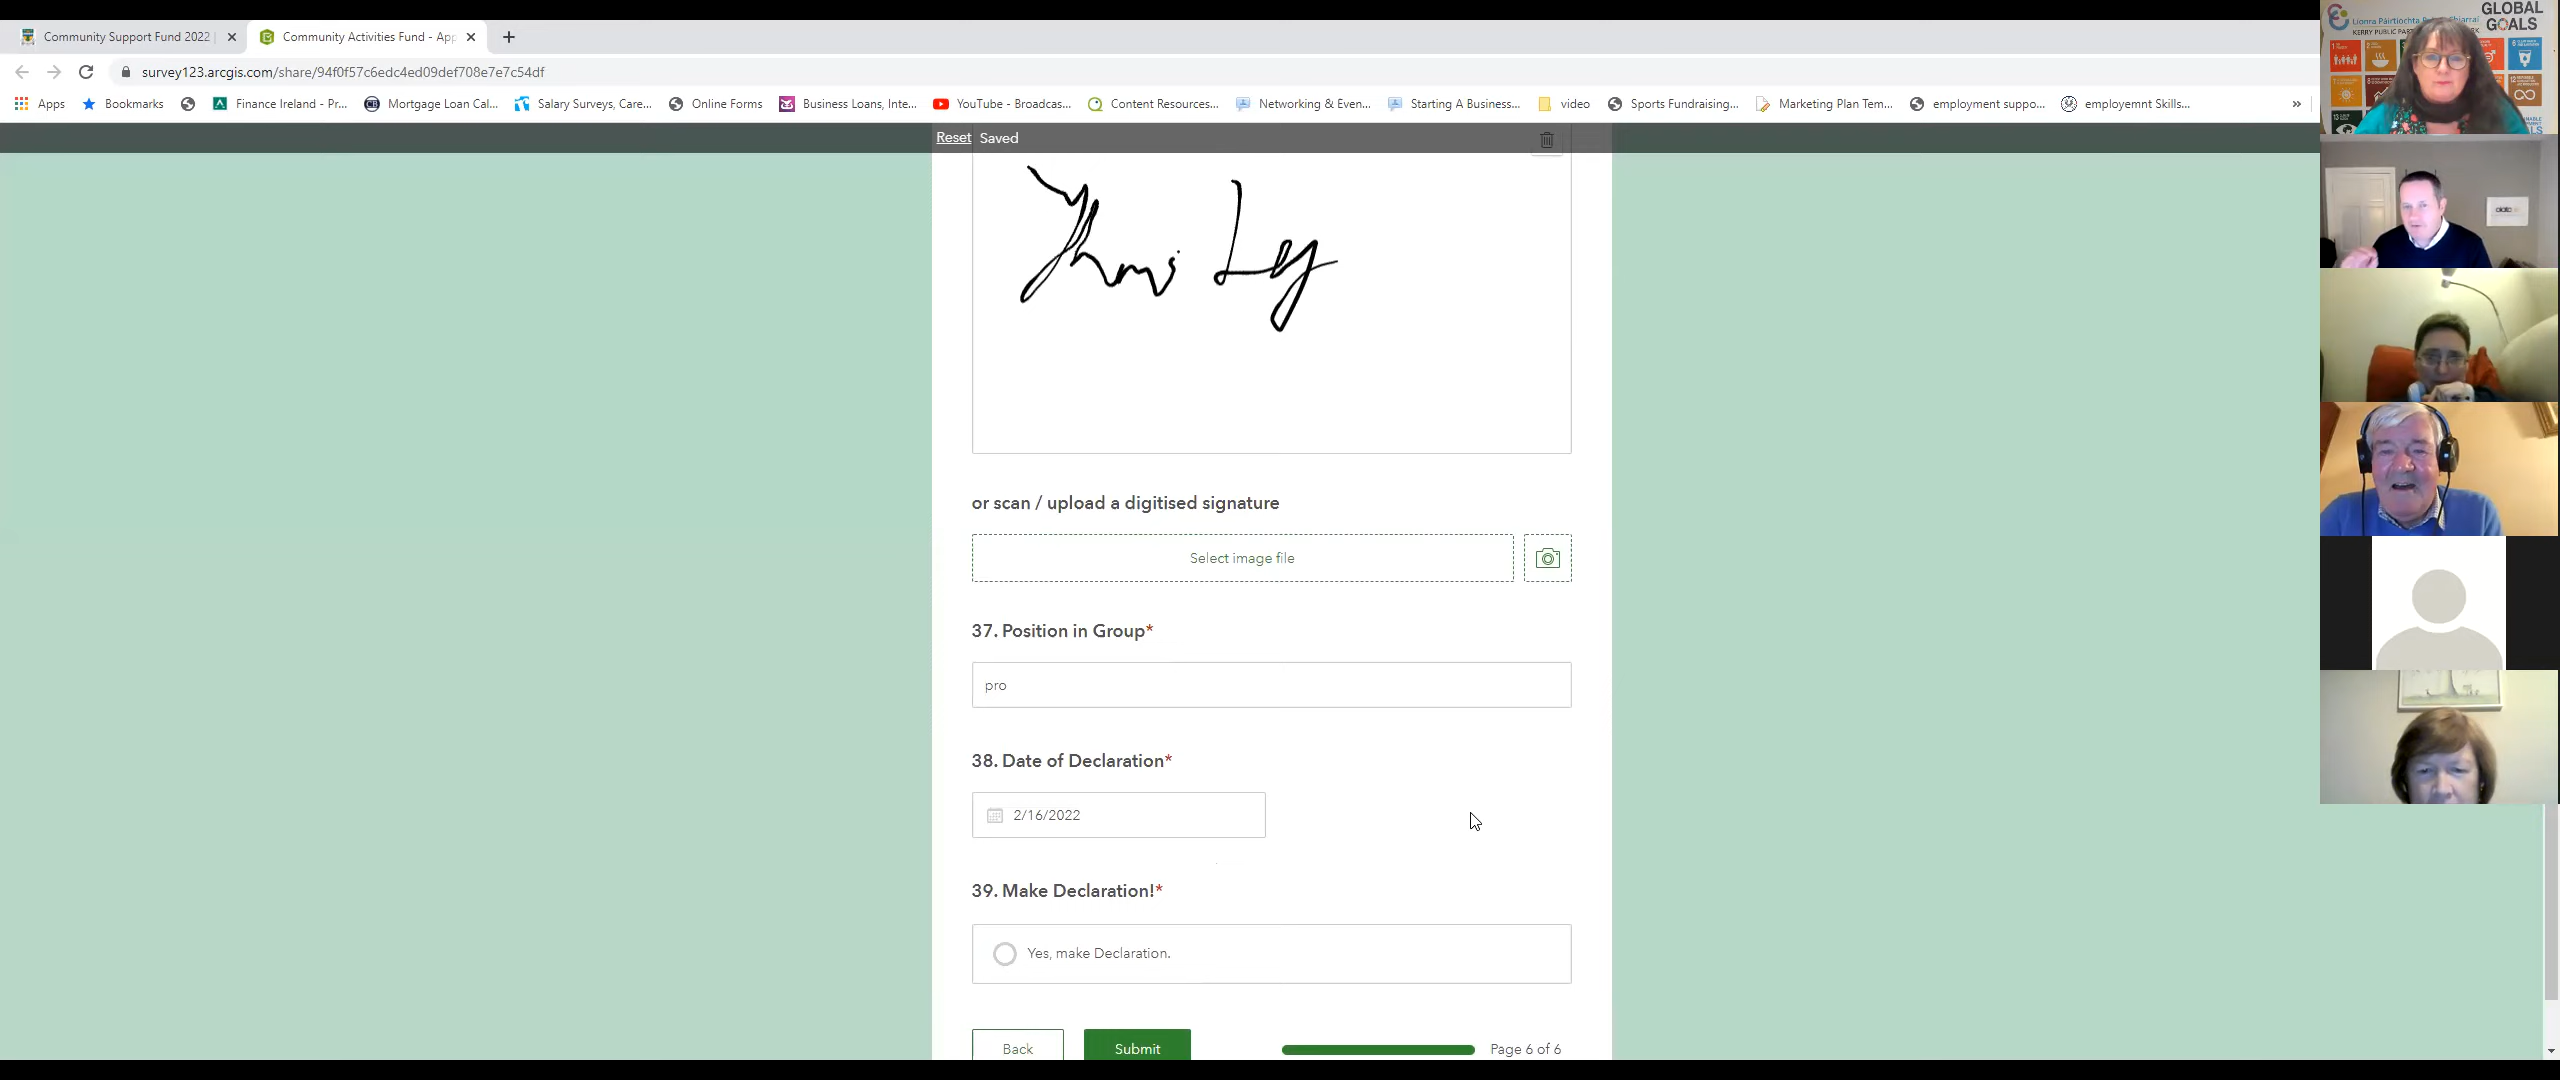 Community Support Fund 2022 |
Community Activities Fund - App
survey123.arcgis.com/share/94f0f57c6edc4ed09def708e7e7c54df
Apps Bookmarks Finance Ireland - Pr... Mortgage Loan Cal... Salary Surveys, Care... Online Forms Business Loans, Inte... YouTube - Broadcas... Content Resources... Networking & Even... Starting A Business... video Sports Fundraising... Marketing Plan Tem... employment suppo... employemnt Skills... »
Reset Saved
or scan / upload a digitised signature
Select image file
37. Position in Group*
pro
38. Date of Declaration*
2/16/2022
39. Make Declaration!*
Yes, make Declaration.
Back Submit Page 6 of 6
GLOBAL
GOALS
Líonra Páirtíochta
KERRY PUBLIC